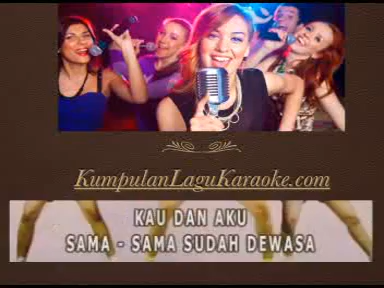 KumpulanLaguKaraoke.com
KAU DAN AKU
SAMA - SAMA SUDAH DEWASA